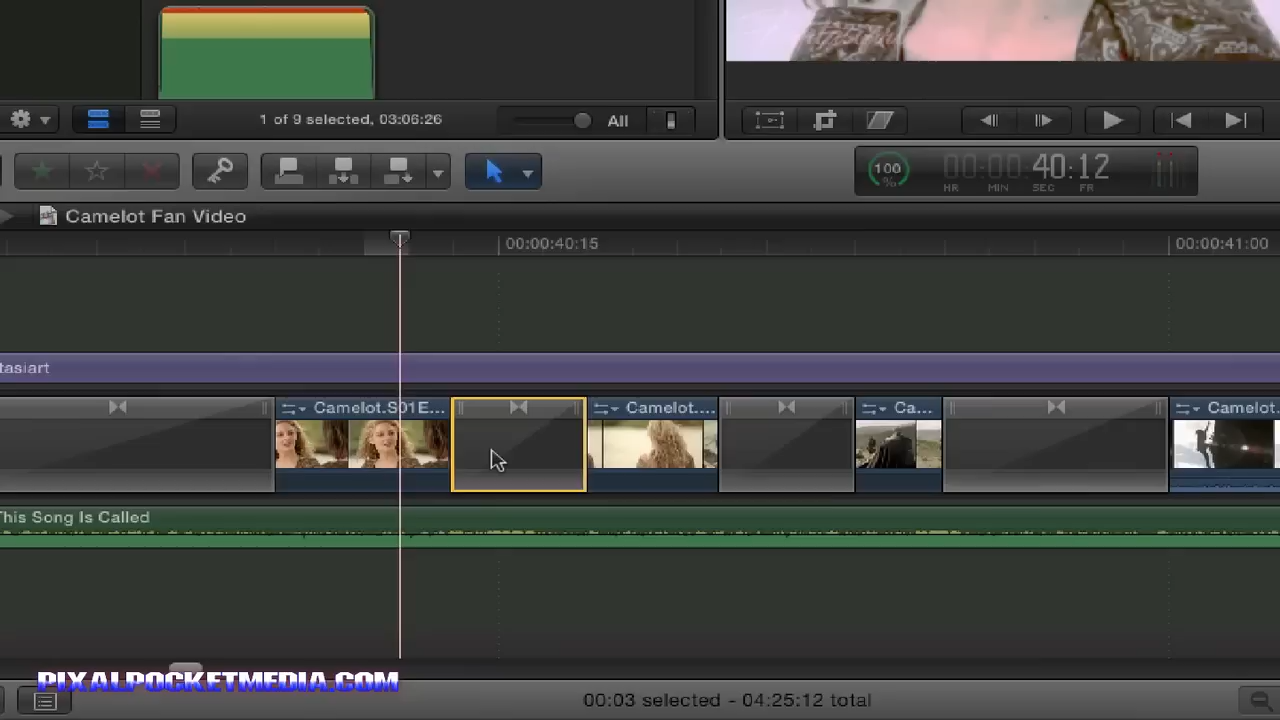 1 of 9 selected, 03:06:26
All
100
%
00:00:40:12
HR MIN SEC FR
Camelot Fan Video
00:00:40:15
00:00:41:00
tasiart
Camelot.S01E...
Camelot....
Ca...
Camelot.
This Song Is Called
PIXALPOCKETMEDIA.COM
00:03 selected - 04:25:12 total